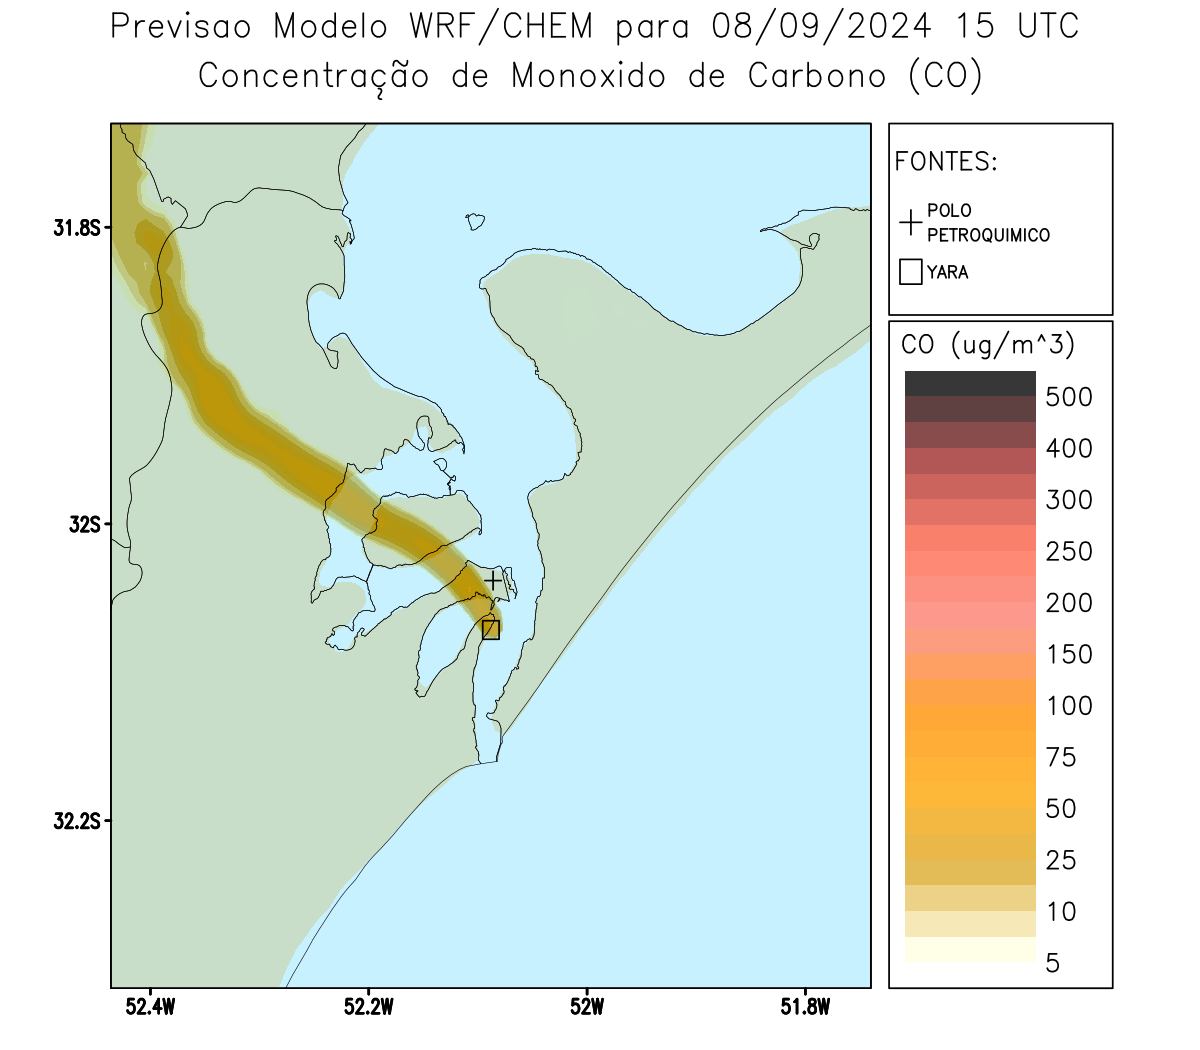 Previsao Modelo WRF/CHEM para 08/09/2024 15 UTC
Concentração de Monoxido de Carbono (CO)
FONTES:
POLO
PETROQUIMICO
YARA
CO (ug/m^3)
500
400
300
250
200
150
100
75
50
25
10
5
31.8S
32S
32.2S
52.4W
52.2W
52W
51.8W